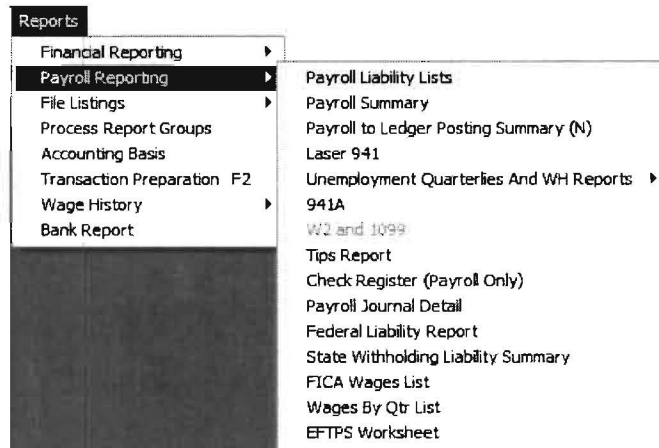 Reports
Financial Reporting
Payroll Reporting
File Listings
Process Report Groups
Accounting Basis
Transaction Preparation F2
Wage History
Bank Report
Payroll Liability Lists
Payroll Summary
Payroll to Ledger Posting Summary (N)
Laser 941
Unemployment Quarterlies And WH Reports
941A
W2 and 1099
Tips Report
Check Register (Payroll Only)
Payroll Journal Detail
Federal Liability Report
State Withholding Liability Summary
FICA Wages List
Wages By Qtr List
EFTPS Worksheet